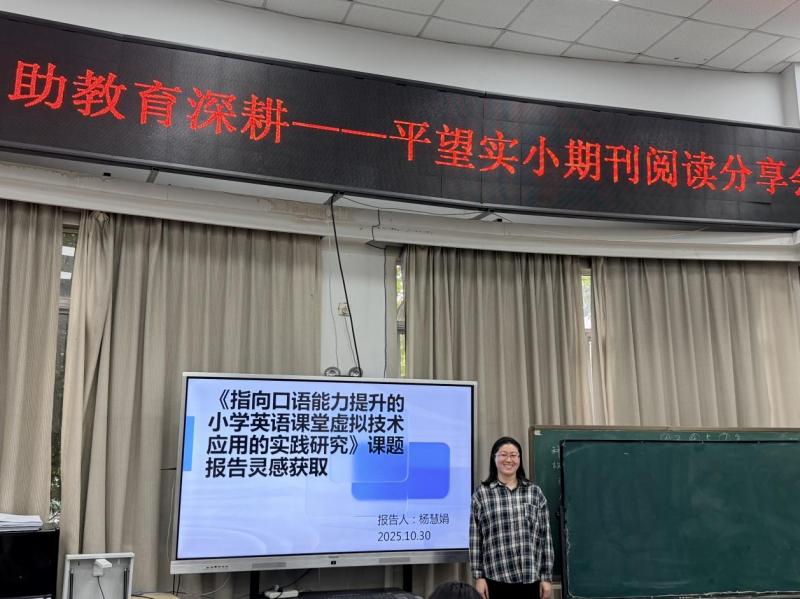 助教育深耕——平望实小期刊阅读分享会
《指向口语能力提升的
小学英语课堂虚拟技术
应用的实践研究》课题
报告灵感获取
报告人：杨慧娟
2025.10.30